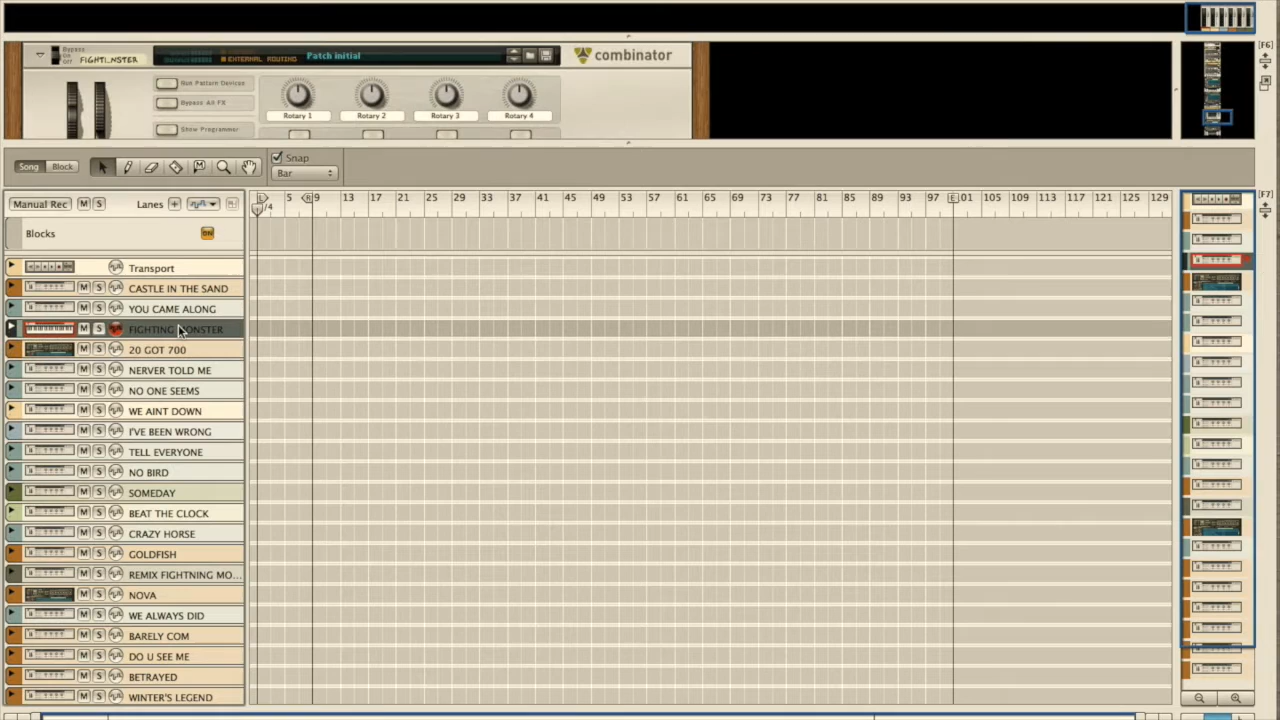 Bypass
On
Off
FIGHTI_NSTER
EXTERNAL ROUTING
Patch initial
combinator
Run Pattern Devices
Bypass All FX
Show Programmer
Rotary 1
Rotary 2
Rotary 3
Rotary 4
[F6]
Song
Block
Snap
Bar
Manual Rec
M
S
Lanes
+
L
/4
5
R
9
13
17
21
25
29
33
37
41
45
49
53
57
61
65
69
73
77
81
85
89
93
97
E
01
105
109
113
117
121
125
129
[F7]
Blocks
ON
Transport
M S CASTLE IN THE SAND
M S YOU CAME ALONG
M S FIGHTING MONSTER
M S 20 GOT 700
M S NERVER TOLD ME
M S NO ONE SEEMS
M S WE AINT DOWN
M S I'VE BEEN WRONG
M S TELL EVERYONE
M S NO BIRD
M S SOMEDAY
M S BEAT THE CLOCK
M S CRAZY HORSE
M S GOLDFISH
M S REMIX FIGHTNING MO...
M S NOVA
M S WE ALWAYS DID
M S BARELY COM
M S DO U SEE ME
M S BETRAYED
M S WINTER'S LEGEND